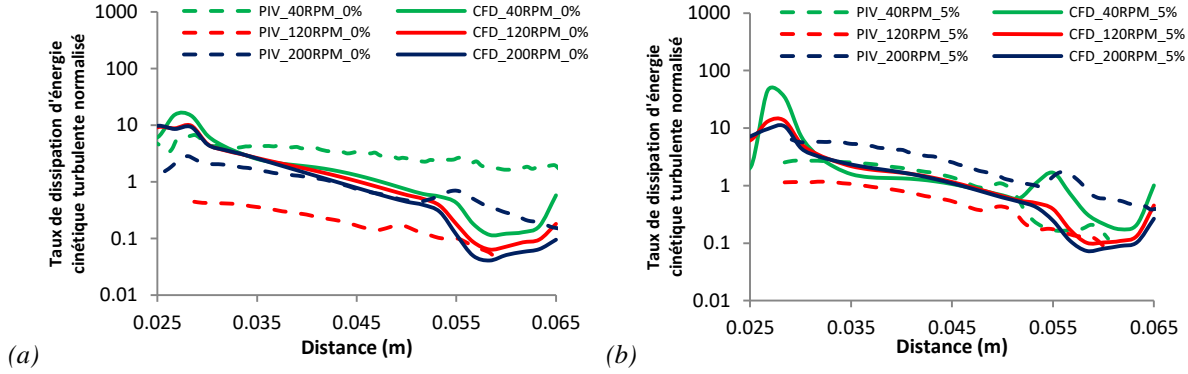 PIV_40RPM_0% CFD_40RPM_0%
PIV_120RPM_0% CFD_120RPM_0%
PIV_200RPM_0% CFD_200RPM_0%
Taux de dissipation d'énergie
cinétique turbulente normalisé
1000
100
10
1
0.1
0.01
0.025 0.035 0.045 0.055 0.065
Distance (m)
(a)
PIV_40RPM_5% CFD_40RPM_5%
PIV_120RPM_5% CFD_120RPM_5%
PIV_200RPM_5% CFD_200RPM_5%
Taux de dissipation d'énergie
cinétique turbulente normalisé
1000
100
10
1
0.1
0.01
0.025 0.035 0.045 0.055 0.065
Distance (m)
(b)